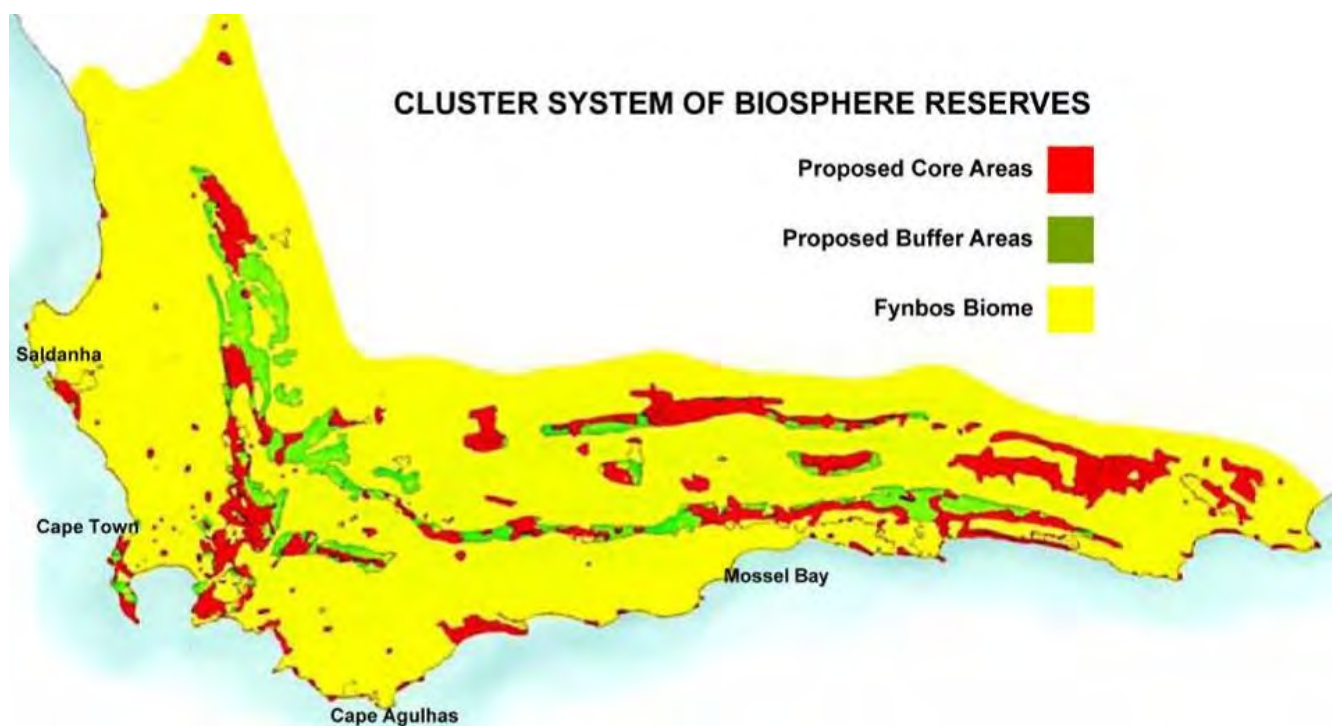 CLUSTER SYSTEM OF BIOSPHERE RESERVES
Proposed Core Areas
Proposed Buffer Areas
Fynbos Biome
Saldanha
Cape Town
Mossel Bay
Cape Agulhas